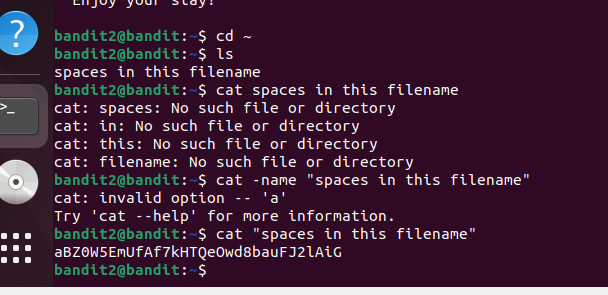 Enjoy your stay!
bandit2@bandit:~$ cd ~
bandit2@bandit:~$ ls
spaces in this filename
bandit2@bandit:~$ cat spaces in this filename
cat: spaces: No such file or directory
cat: in: No such file or directory
cat: this: No such file or directory
cat: filename: No such file or directory
bandit2@bandit:~$ cat -name "spaces in this filename"
cat: invalid option -- 'a'
Try 'cat --help' for more information.
bandit2@bandit:~$ cat "spaces in this filename"
aBZ0W5EmUfAf7kHTQeOwd8bauFJ2lAiG
bandit2@bandit:~$